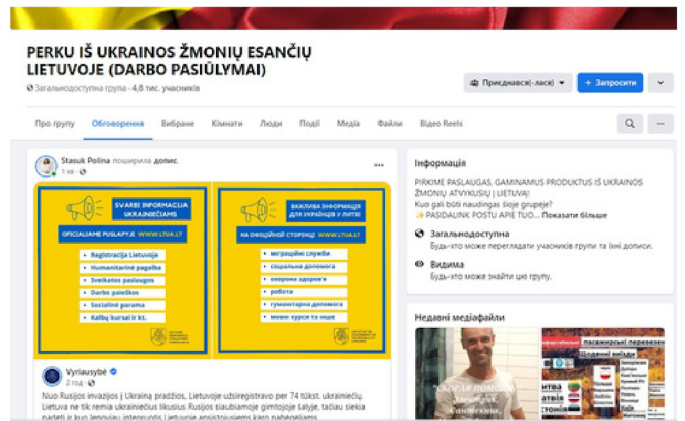 PERKU IŠ UKRAINOS ŽMONIŲ ESANČIŲ
LIETUVOJE (DARBO PASIŪLYMAI)
Загальнодоступна група · 4,8 тис. учасників
Приєднався(-лася)
+ Запросити
Про групу Обговорення Вибране Кімнати Люди Події Медіа Файли Відео Reels
Stasuk Polina поширила допис.
1 хв ·
SVARBI INFORMACIJA
UKRAINIEČIAMS
OFICIALIAME PUSLAPYJE WWW.LTUA.LT
• Registracija Lietuvoje
• Humanitarinė pagalba
• Sveikatos paslaugos
• Darbo paieškos
• Socialinė parama
• Kalbų kursai ir kt.
ВАЖЛИВА ІНФОРМАЦІЯ
ДЛЯ УКРАЇНЦІВ У ЛИТВІ
НА ОФІЦІЙНІЙ СТОРІНЦІ WWW.LTUA.LT
• міграційні служби
• соціальна допомога
• охорона здоров'я
• робота
• гуманітарна допомога
• мовні курси та інше
Vyriausybė
2 год ·
Nuo Rusijos invazijos į Ukrainą pradžios, Lietuvoje užsiregistravo per 74 tūkst. ukrainiečių.
Lietuva ne tik remia ukrainiečius likusius Rusijos siaubiamoje gimtojoje šalyje, tačiau siekia
Інформація
PIRKIME PASLAUGAS, GAMINAMUS PRODUKTUS IŠ UKRAINOS
ŽMONIŲ ATVYKUSIŲ Į LIETUVĄ!
Kuo gali būti naudingas šioje grupėje?
PASIDALINK POSTU APIE TUO... Показати більше
Загальнодоступна
Будь-хто може переглядати учасників групи та їхні дописи.
Видима
Будь-хто може знайти цю групу.
Недавні медіафайли
пасажирські перевезен
Щоденні виїзди